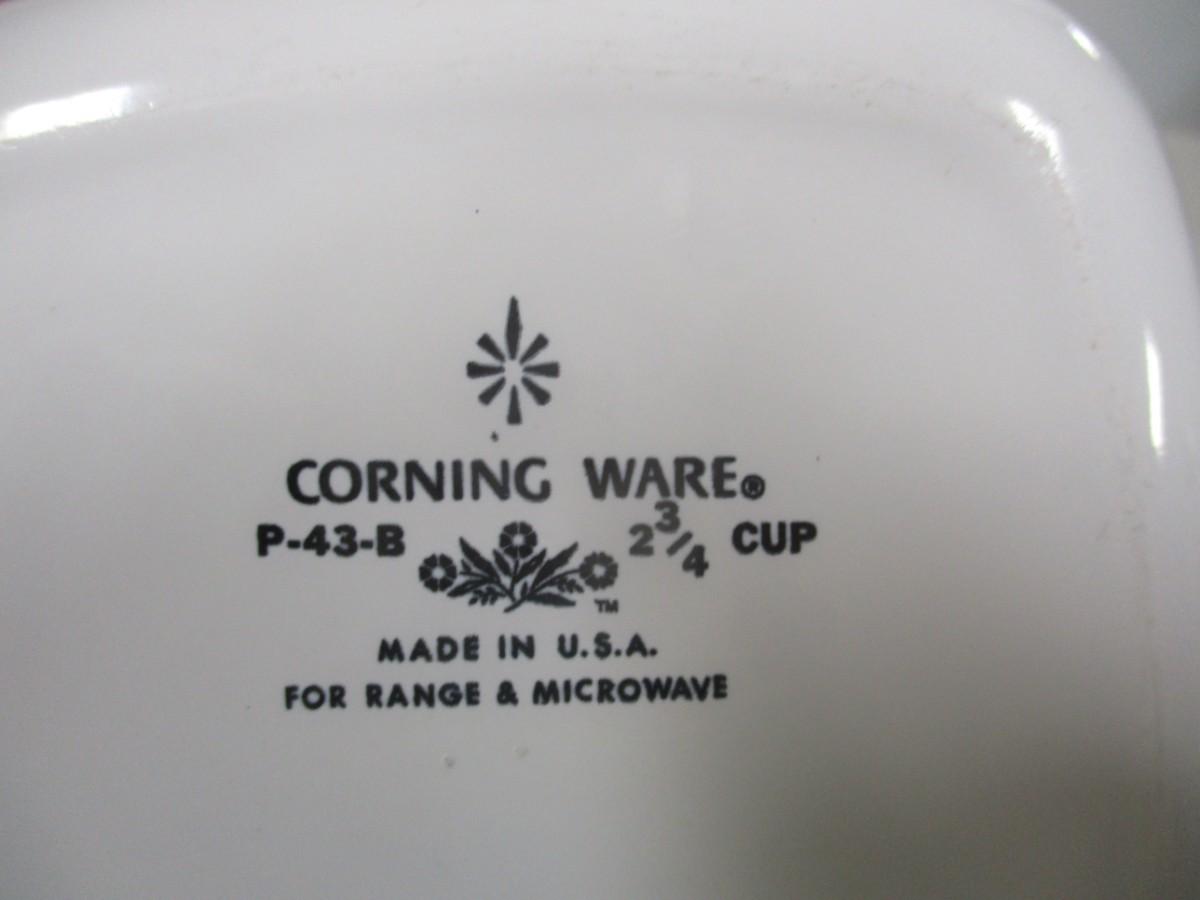 CORNING WARE®
P-43-B 2 3/4 CUP
TM
MADE IN U.S.A.
FOR RANGE & MICROWAVE